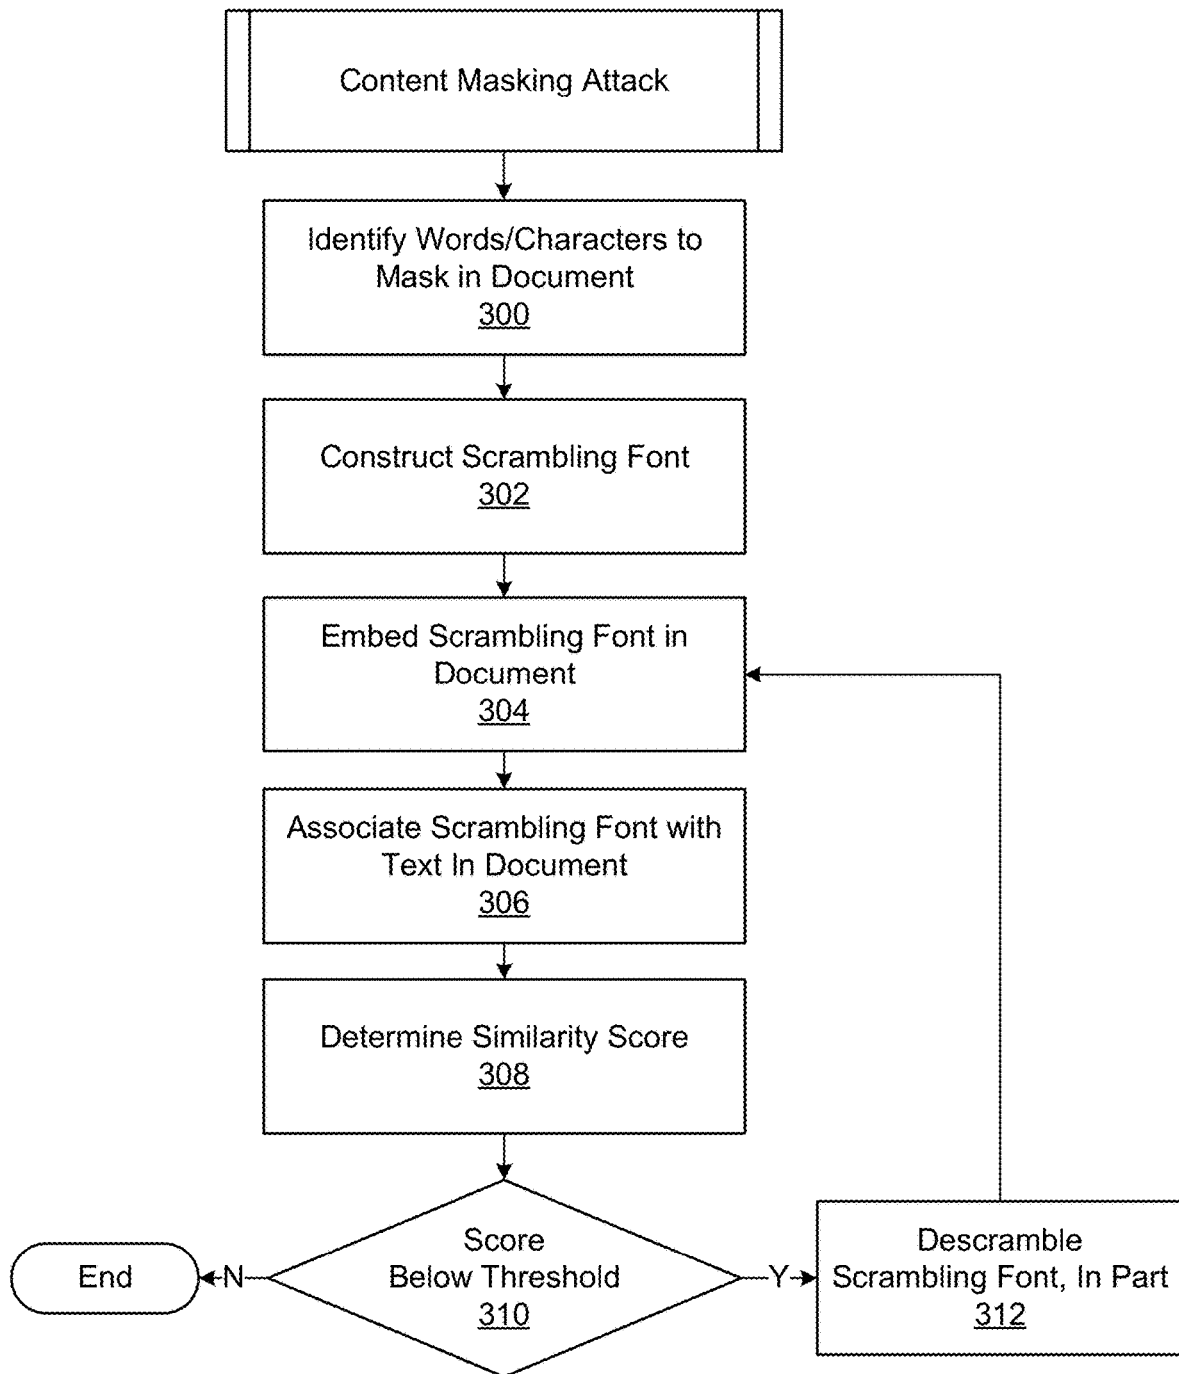 Content Masking Attack
Identify Words/Characters to
Mask in Document
300
Construct Scrambling Font
302
Embed Scrambling Font in
Document
304
Associate Scrambling Font with
Text In Document
306
Determine Similarity Score
308
Score
Below Threshold
310
N
End
Y
Descramble
Scrambling Font, In Part
312